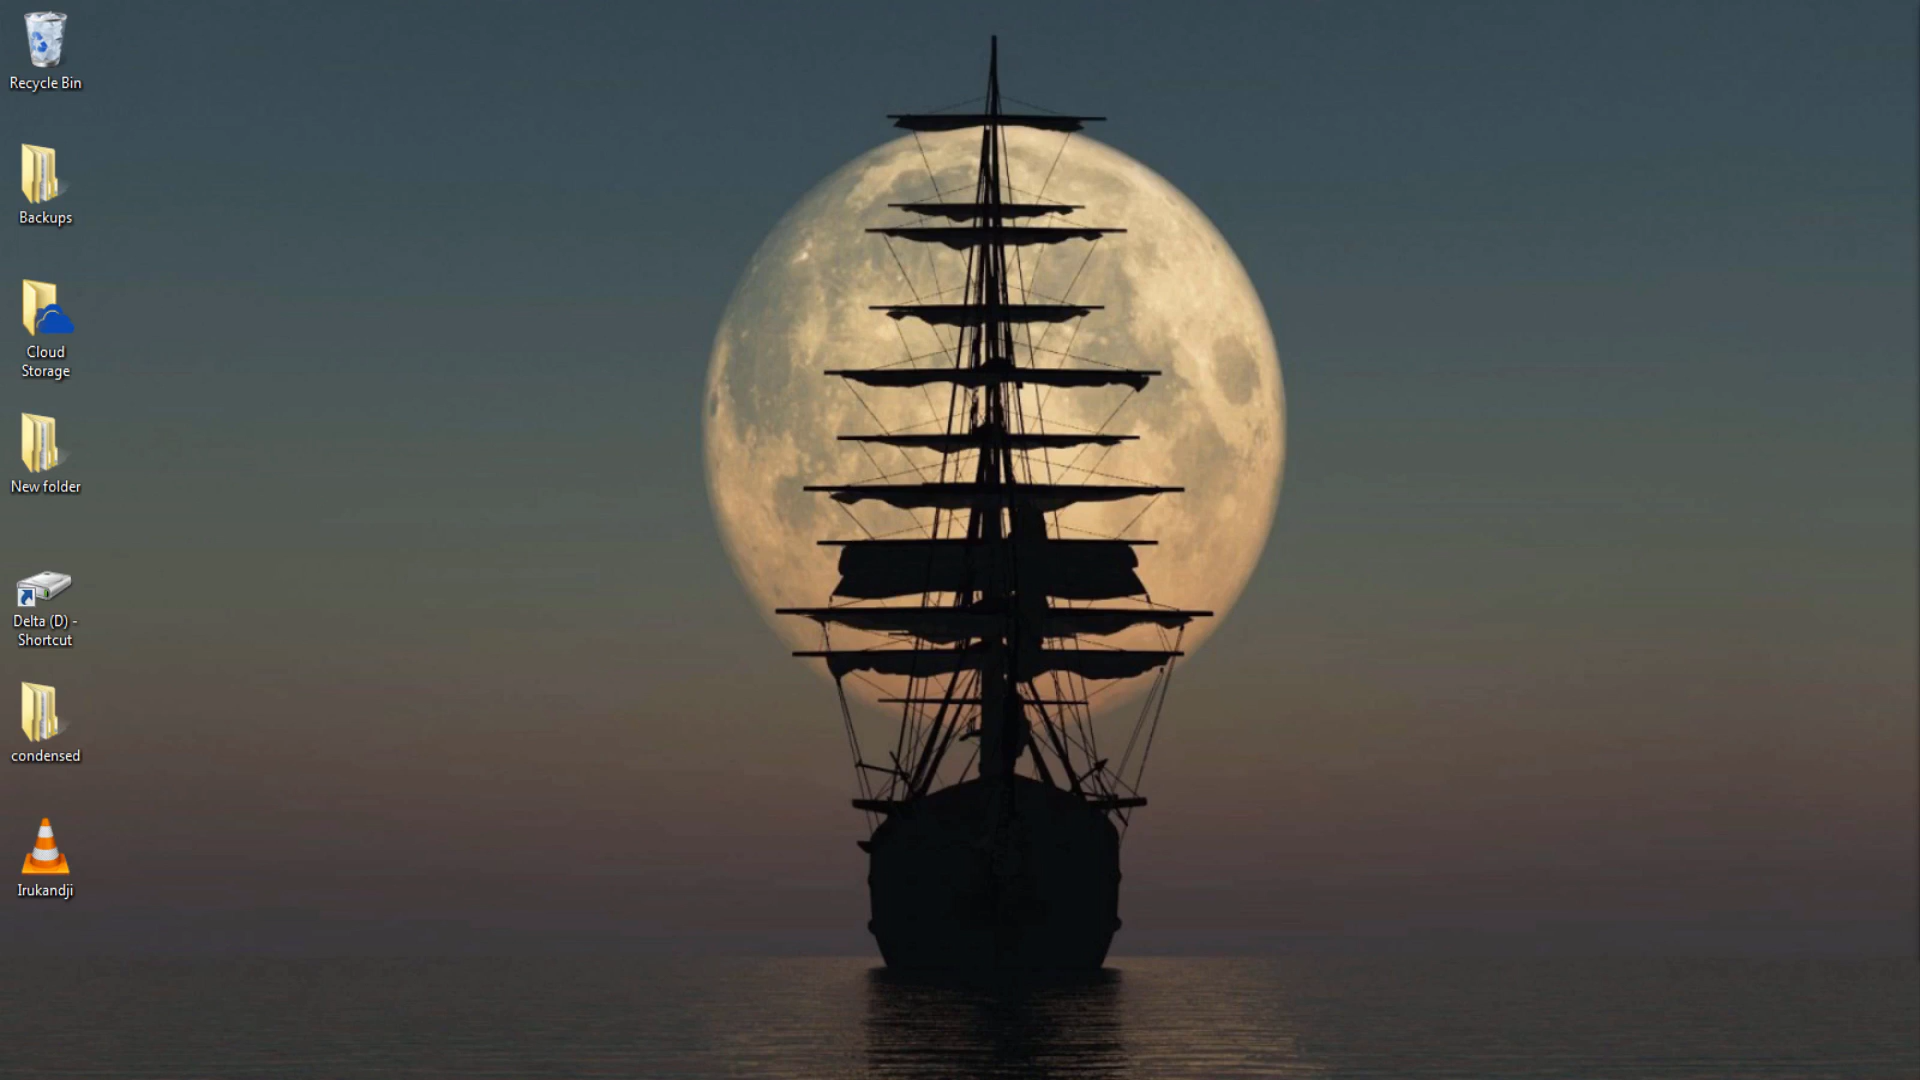 Recycle Bin
Backups
Cloud
Storage
New folder
Delta (D) -
Shortcut
condensed
Irukandji